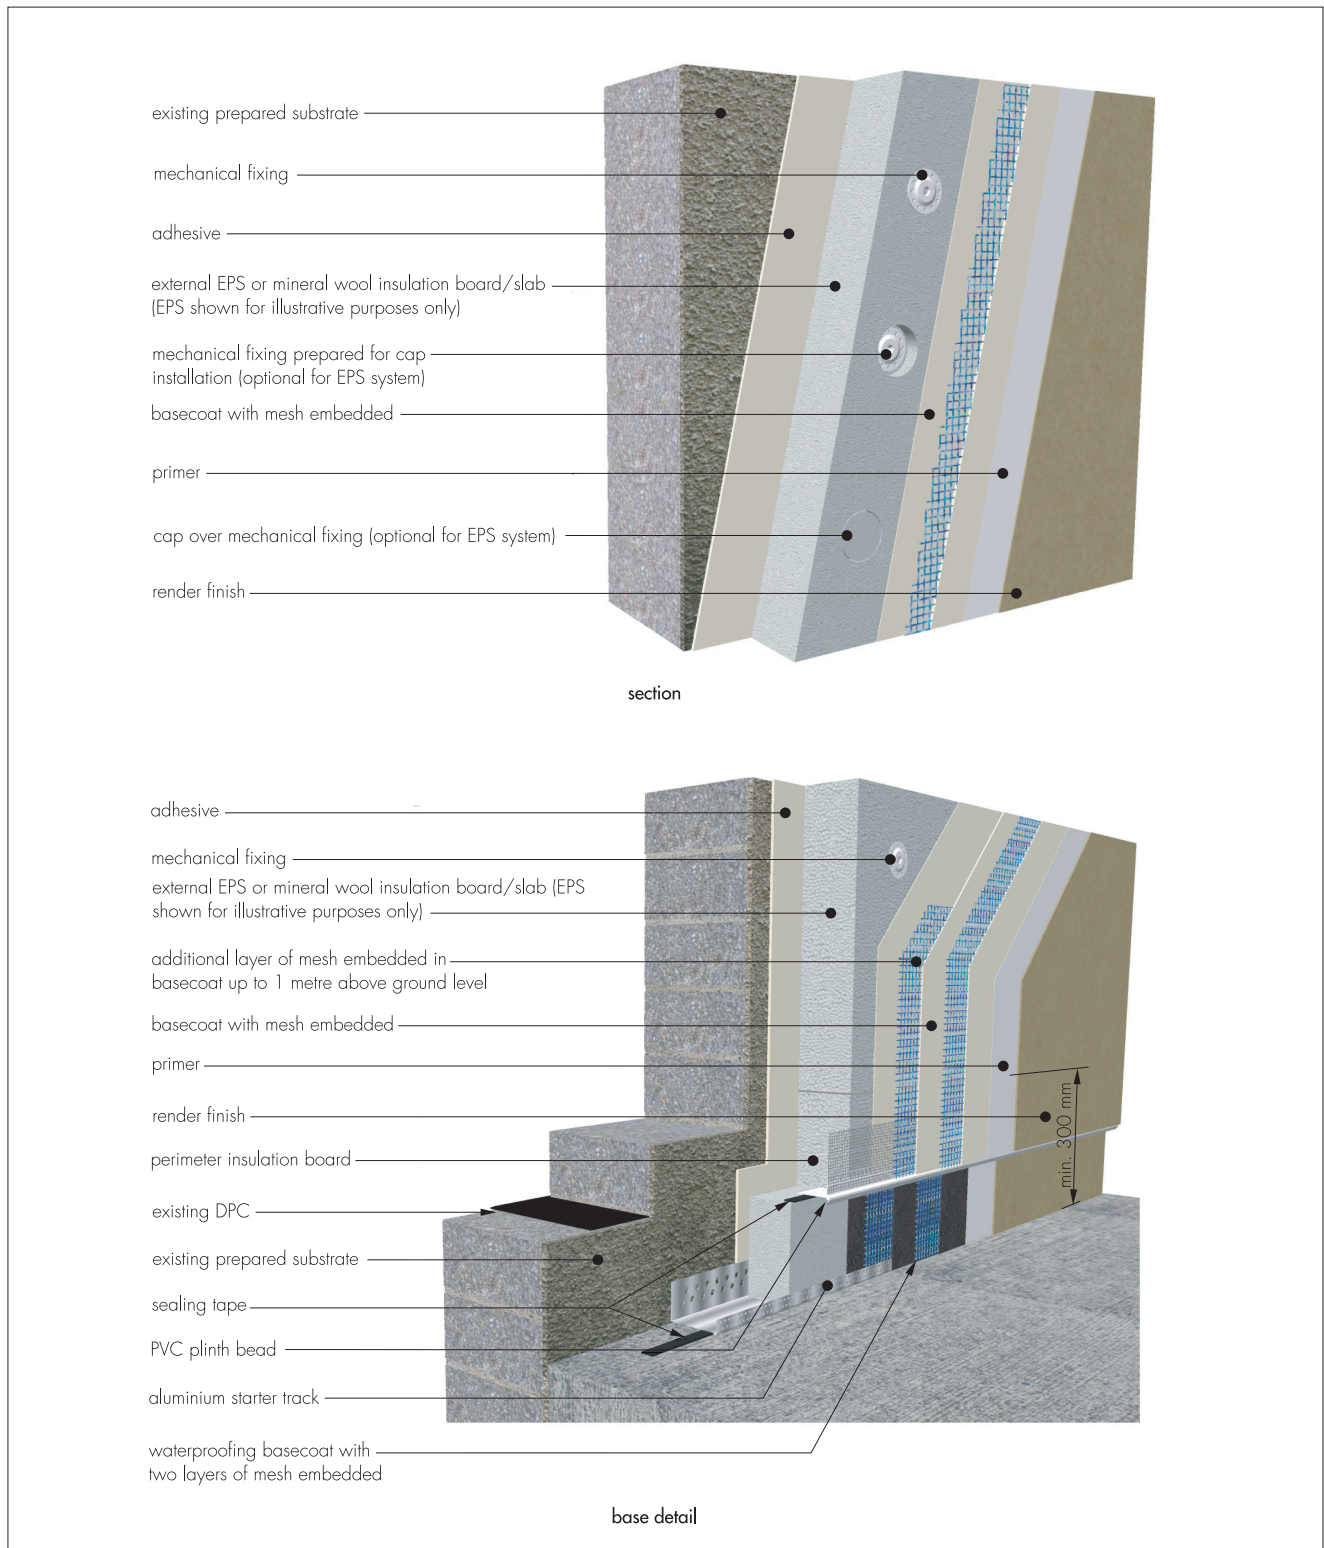 existing prepared substrate
mechanical fixing
adhesive
external EPS or mineral wool insulation board/slab
(EPS shown for illustrative purposes only)
mechanical fixing prepared for cap
installation (optional for EPS system)
basecoat with mesh embedded
primer
cap over mechanical fixing (optional for EPS system)
render finish
section
adhesive
mechanical fixing
external EPS or mineral wool insulation board/slab (EPS
shown for illustrative purposes only)
additional layer of mesh embedded in
basecoat up to 1 metre above ground level
basecoat with mesh embedded
primer
render finish
perimeter insulation board
existing DPC
existing prepared substrate
sealing tape
PVC plinth bead
aluminium starter track
waterproofing basecoat with
two layers of mesh embedded
min. 300 mm
base detail